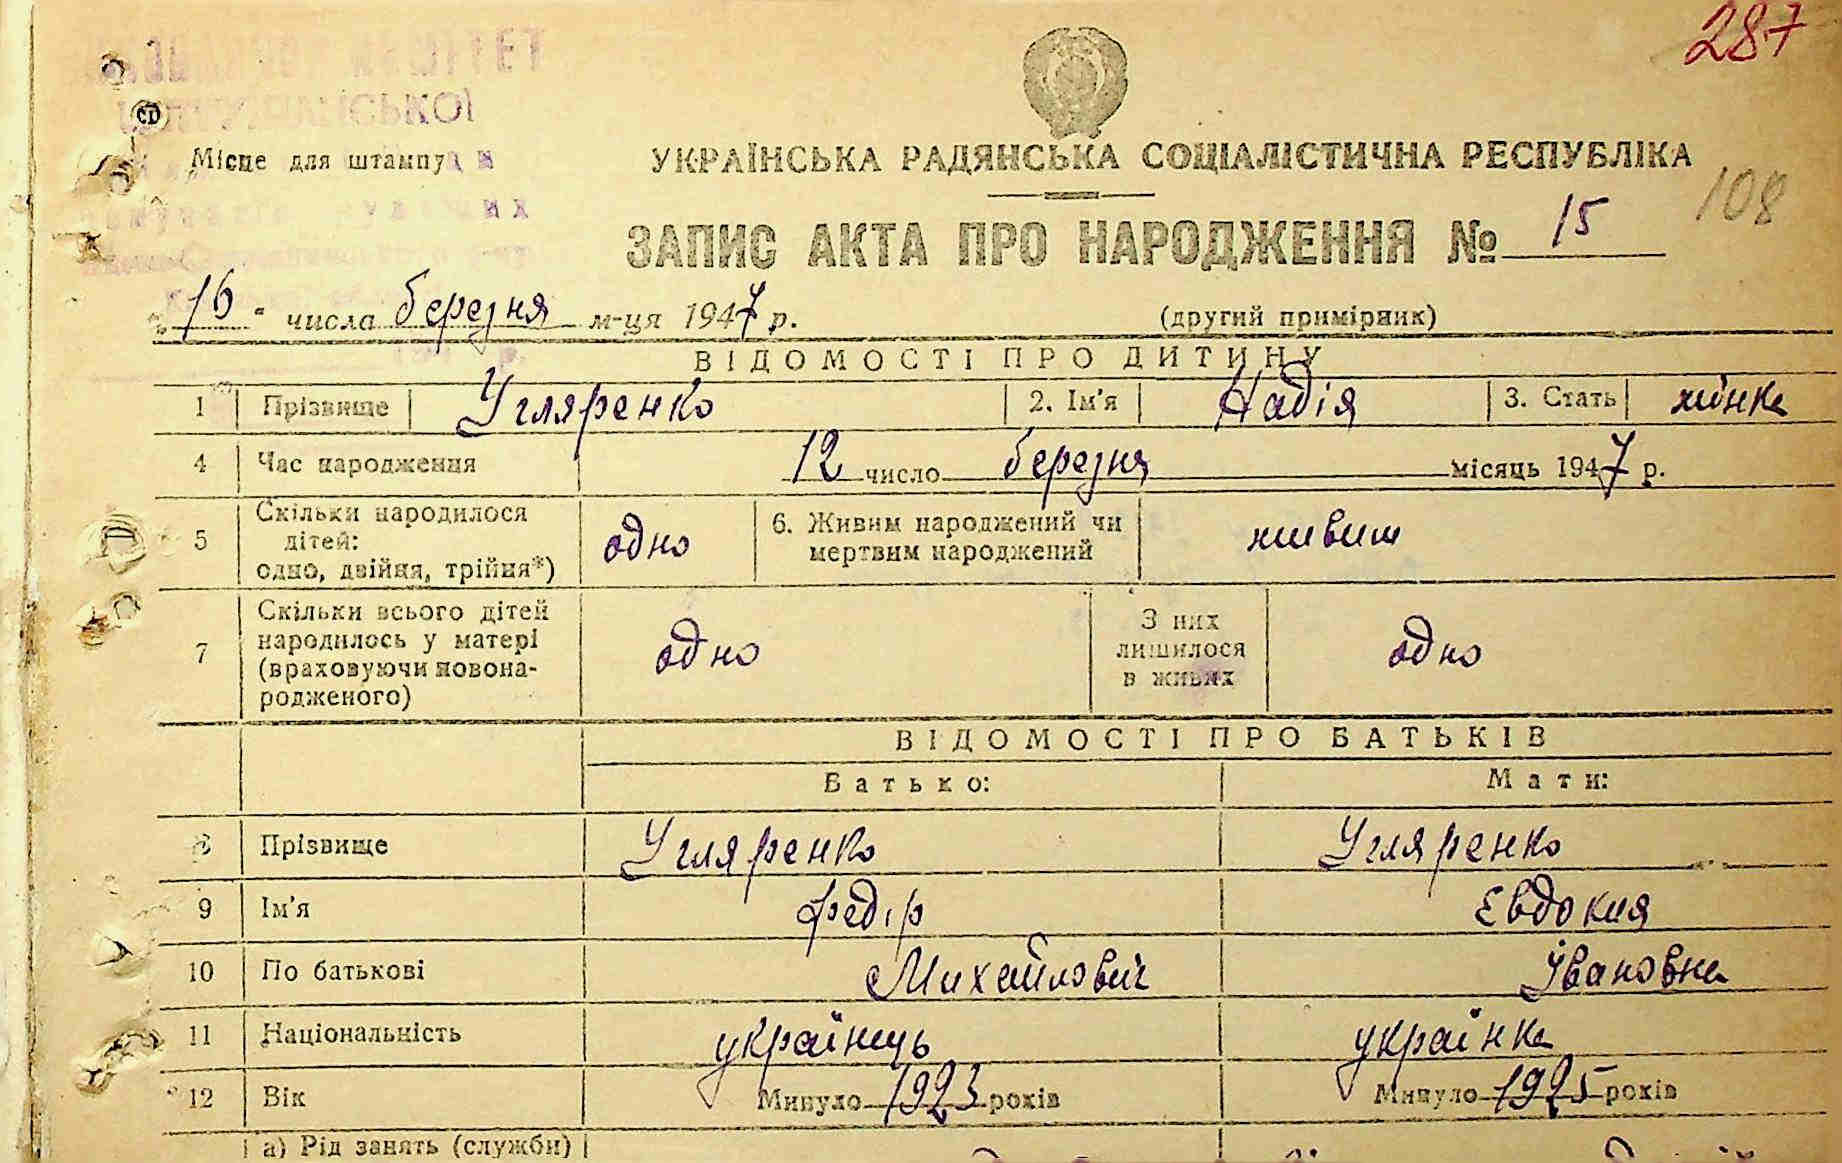 287
КОМІТЕТ
СЬКОЇ
Місце для штампу
УКРАЇНСЬКА РАДЯНСЬКА СОЦІАЛІСТИЧНА РЕСПУБЛІКА
108
ЗАПИС АКТА ПРО НАРОДЖЕННЯ № 15
„16" числа березня м-ця 1947 р.
(другий примірник)
ВІДОМОСТІ ПРО ДИТИНУ
1 Прізвище Угляренко 2. Ім'я Надія 3. Стать жінка
4 Час народження 12 число березня місяць 1947 р.
5 Скільки народилося дітей: одно, двійня, трійня*) одно 6. Живим народжений чи мертвим народжений живим
7 Скільки всього дітей народилось у матері (враховуючи новона-родженого) одно З них лишилося в живих одно
ВІДОМОСТІ ПРО БАТЬКІВ
Батько: Мати:
8 Прізвище Угляренко Угляренко
9 Ім'я Федір Евдокия
10 По батькові Михайлович Івановна
11 Національність українець українка
12 Вік Минуло 1923 років Минуло 1925 років
а) Рід занять (служби)